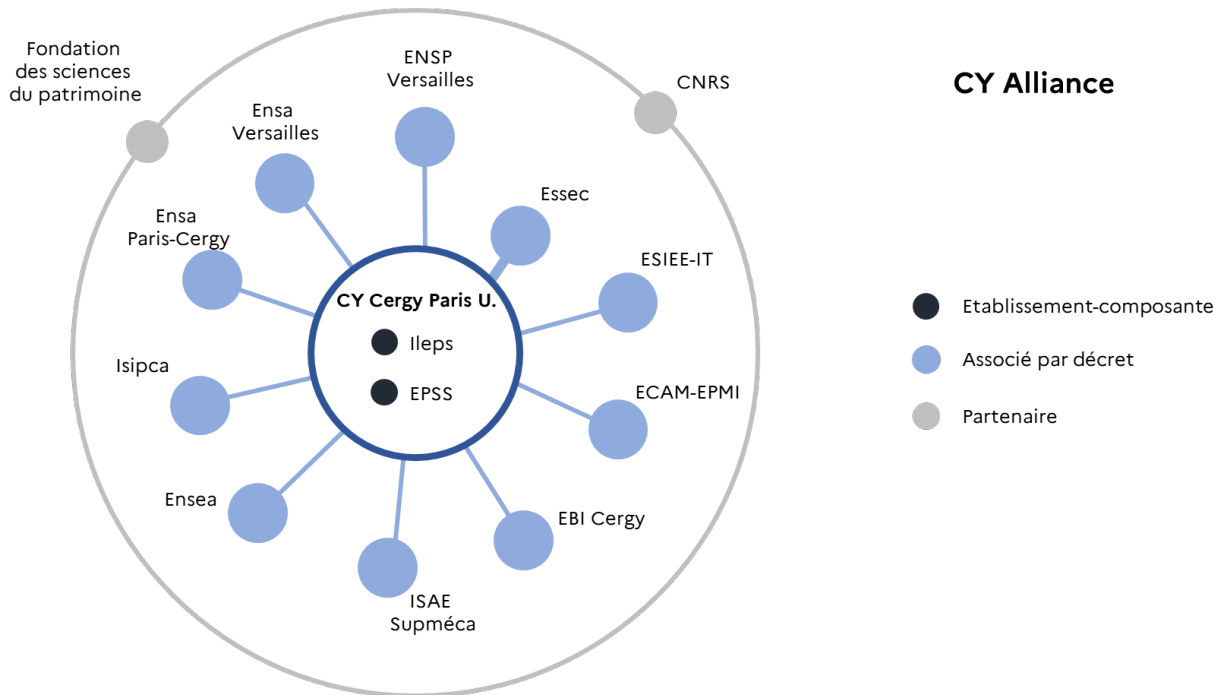 Fondation
des sciences
du patrimoine
ENSP
Versailles
CNRS
CY Alliance
Ensa
Versailles
Essec
Ensa
Paris-Cergy
ESIEE-IT
CY Cergy Paris U.
Ileps
EPSS
Isipca
ECAM-EPMI
Ensea
EBI Cergy
ISAE
Supméca
Etablissement-composante
Associé par décret
Partenaire